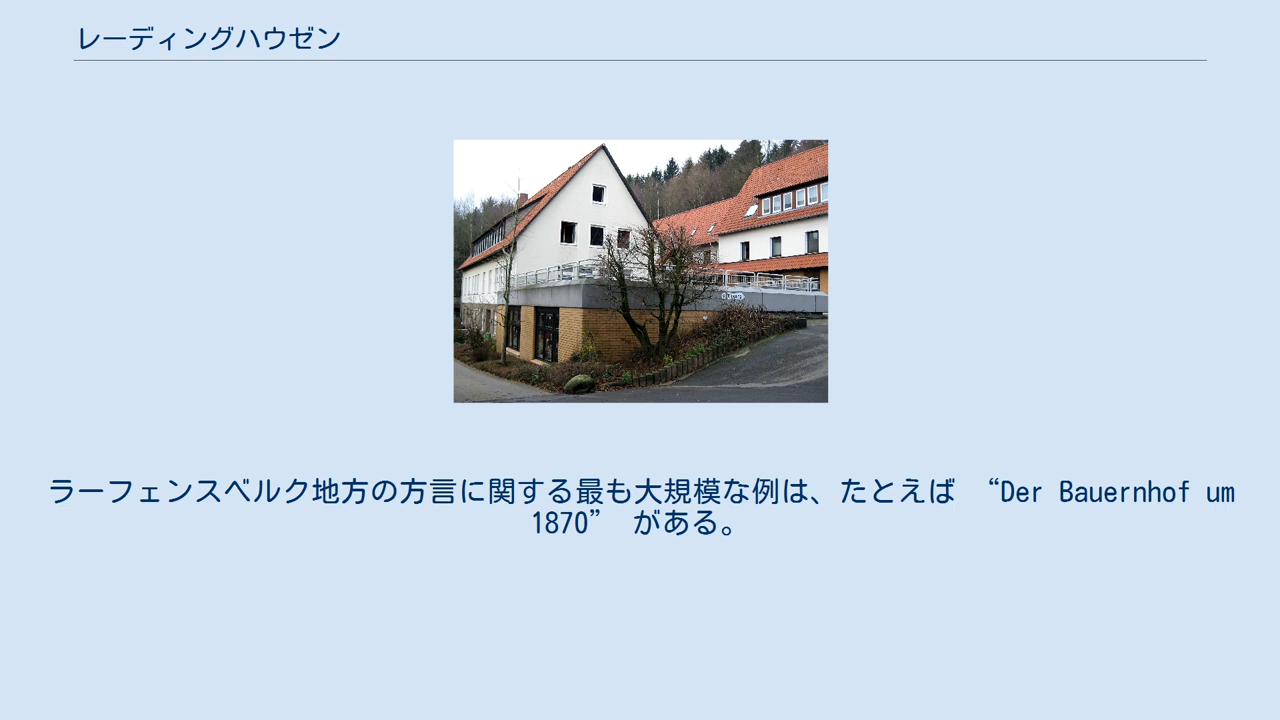 レーディングハウゼン
ラーフェンスベルク地方の方言に関する最も大規模な例は、たとえば “Der Bauernhof um
1870” がある。